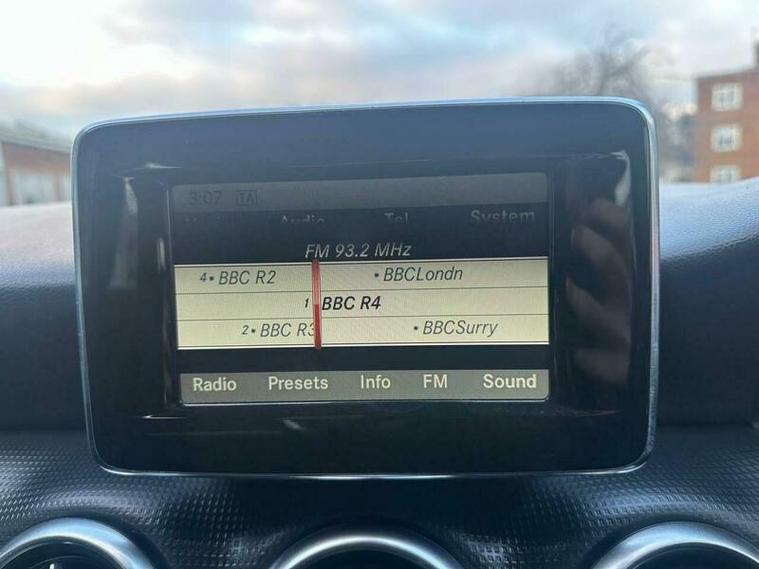 3:07 TA
Audio Tel System
FM 93.2 MHz
4• BBC R2 • BBCLondn
1 BBC R4
2• BBC R3 • BBCSurry
Radio Presets Info FM Sound